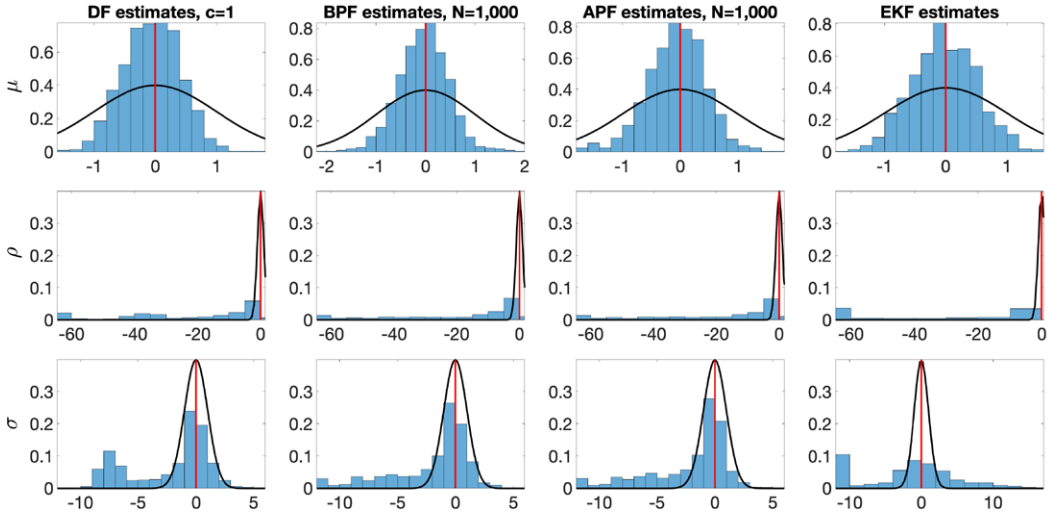 DF estimates, c=1 BPF estimates, N=1,000 APF estimates, N=1,000 EKF estimates
0.6 0.6 0.8 0.8
μ 0.4 0.4 0.6 0.6
0.2 0.2 0.4 0.4
0 0 0.2 0.2
0 0
-1 0 1 -2 -1 0 1 2 -1 0 1 -1 0 1
0.3 0.3 0.3 0.3
ρ 0.2 0.2 0.2 0.2
0.1 0.1 0.1 0.1
0 0 0 0
-60 -40 -20 0 -60 -40 -20 0 -60 -40 -20 0 -60 -40 -20 0
0.3 0.3 0.3 0.3
σ 0.2 0.2 0.2 0.2
0.1 0.1 0.1 0.1
0 0 0 0
-10 -5 0 5 -10 -5 0 5 -10 -5 0 5 -10 0 10